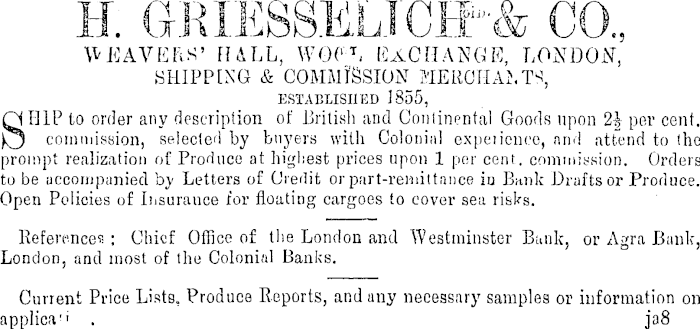 H. GRIESSELICH & CO.,
WEAVERS' HALL, WOOL EXCHANGE, LONDON,
SHIPPING & COMMISSION MERCHANTS,
ESTABLISHED 1855,
SHIP to order any description of British and Continental Goods upon 2½ per cent.
commission, selected by buyers with Colonial experience, and attend to the
prompt realization of Produce at highest prices upon 1 per cent. commission. Orders
to be accompanied by Letters of Credit or part-remittance in Bank Drafts or Produce.
Open Policies of Insurance for floating cargoes to cover sea risks.
References: Chief Office of the London and Westminster Bank, or Agra Bank,
London, and most of the Colonial Banks.
Current Price Lists, Produce Reports, and any necessary samples or information on
ja8